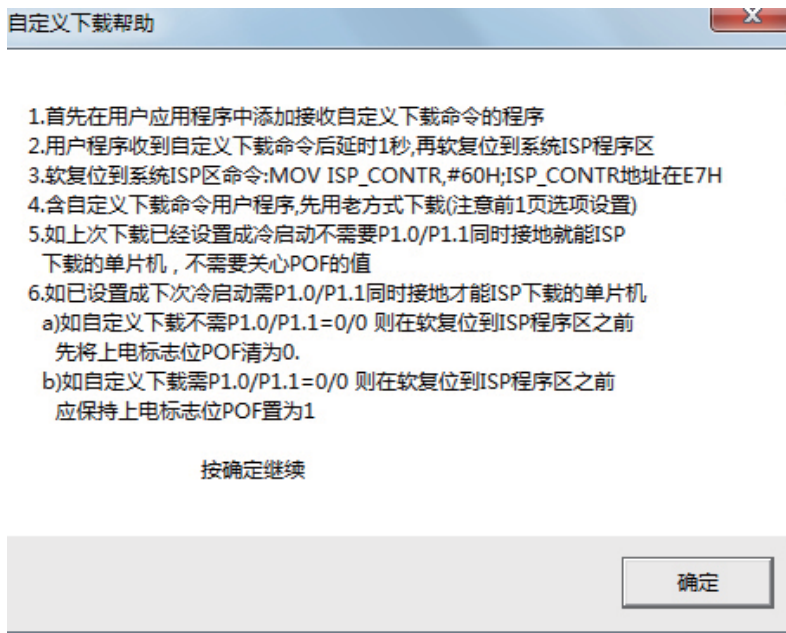 自定义下载帮助
1.首先在用户应用程序中添加接收自定义下载命令的程序
2.用户程序收到自定义下载命令后延时1秒,再软复位到系统ISP程序区
3.软复位到系统ISP区命令:MOV ISP_CONTR,#60H;ISP_CONTR地址在E7H
4.含自定义下载命令用户程序,先用老方式下载(注意前1页选项设置)
5.如上次下载已经设置成冷启动不需要P1.0/P1.1同时接地就能ISP
下载的单片机，不需要关心POF的值
6.如已设置成下次冷启动需P1.0/P1.1同时接地才能ISP下载的单片机
a)如自定义下载不需P1.0/P1.1=0/0 则在软复位到ISP程序区之前
先将上电标志位POF清为0.
b)如自定义下载需P1.0/P1.1=0/0 则在软复位到ISP程序区之前
应保持上电标志位POF置为1
按确定继续
确定